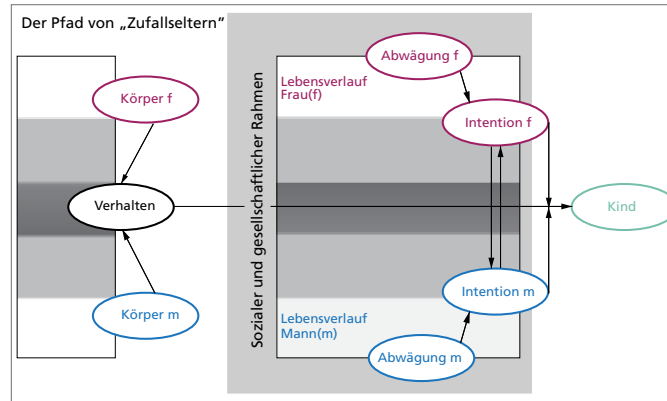 Der Pfad von „Zufallseltern“
Körper f
Verhalten
Körper m
Sozialer und gesellschaftlicher Rahmen
Abwägung f
Lebensverlauf
Frau(f)
Intention f
Kind
Intention m
Lebensverlauf
Mann(m)
Abwägung m